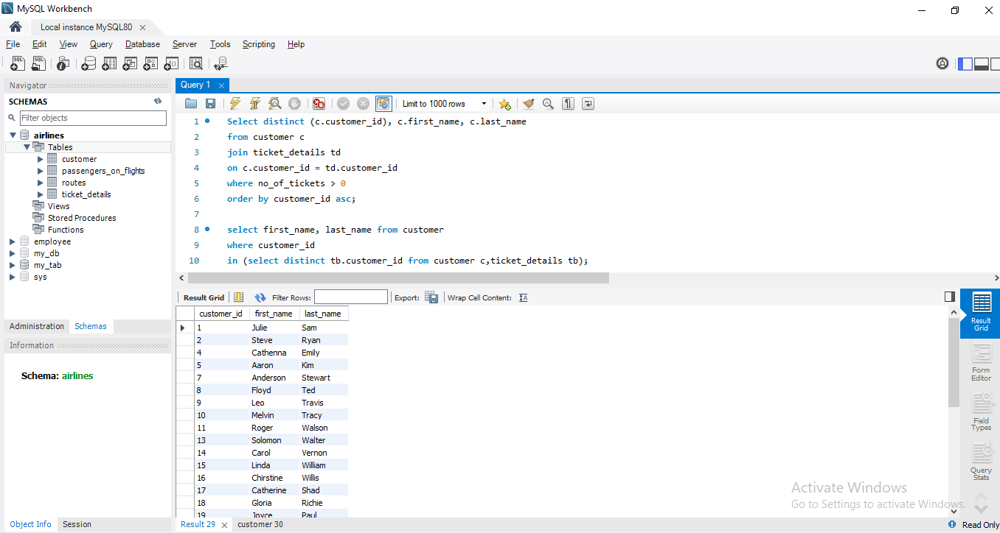 MySQL Workbench
Local instance MySQL80
File Edit View Query Database Server Tools Scripting Help
Navigator
SCHEMAS
Filter objects
airlines
Tables
customer
passengers_on_flights
routes
ticket_details
Views
Stored Procedures
Functions
employee
my_db
my_tab
sys
Administration Schemas
Information
Schema: airlines
Object Info Session
Query 1
Limit to 1000 rows
1 Select distinct (c.customer_id), c.first_name, c.last_name
2 from customer c
3 join ticket_details td
4 on c.customer_id = td.customer_id
5 where no_of_tickets > 0
6 order by customer_id asc;
7
8 select first_name, last_name from customer
9 where customer_id
10 in (select distinct tb.customer_id from customer c,ticket_details tb);
Result Grid Filter Rows: Export: Wrap Cell Content:
customer_id first_name last_name
1 Julie Sam
2 Steve Ryan
4 Cathenna Emily
5 Aaron Kim
7 Anderson Stewart
8 Floyd Ted
9 Leo Travis
10 Melvin Tracy
11 Roger Walson
13 Solomon Walter
14 Carol Vernon
15 Linda William
16 Chirstine Willis
17 Catherine Shad
18 Gloria Richie
19 Joyce Paul
Result
Grid
Form
Editor
Field
Types
Query
Stats
Activate Windows
Go to Settings to activate Windows.
Result 29 customer 30
Read Only